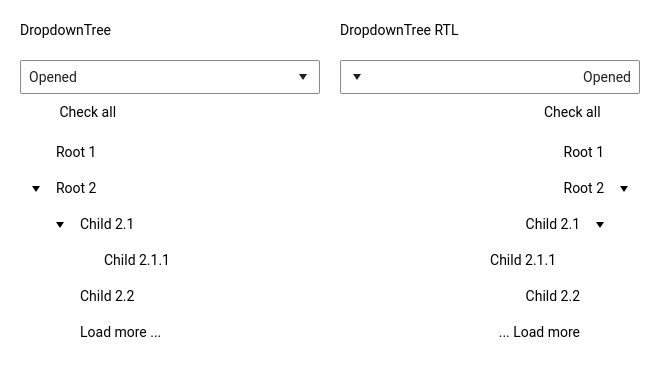 DropdownTree
Opened
Check all
Root 1
Root 2
Child 2.1
Child 2.1.1
Child 2.2
Load more ...
DropdownTree RTL
Opened
Check all
Root 1
Root 2
Child 2.1
Child 2.1.1
Child 2.2
... Load more